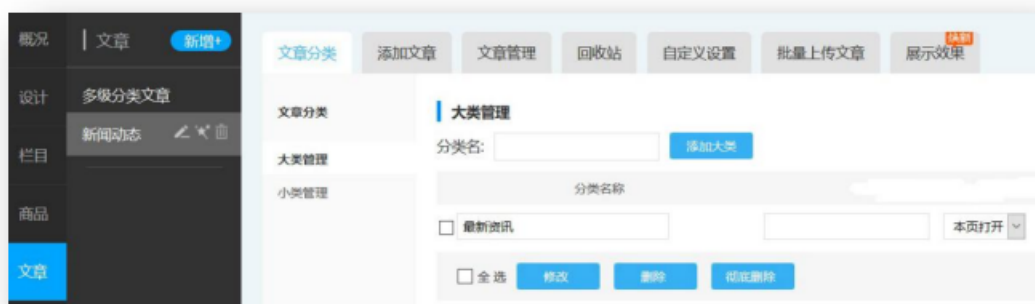 概况
设计
栏目
商品
文章
文章 新增+
多级分类文章
新闻动态
文章分类 添加文章 文章管理 回收站 自定义设置 批量上传文章 展示效果
文章分类
大类管理
小类管理
大类管理
分类名: 添加大类
分类名称
最新资讯 本页打开
全选 修改 删除 彻底删除